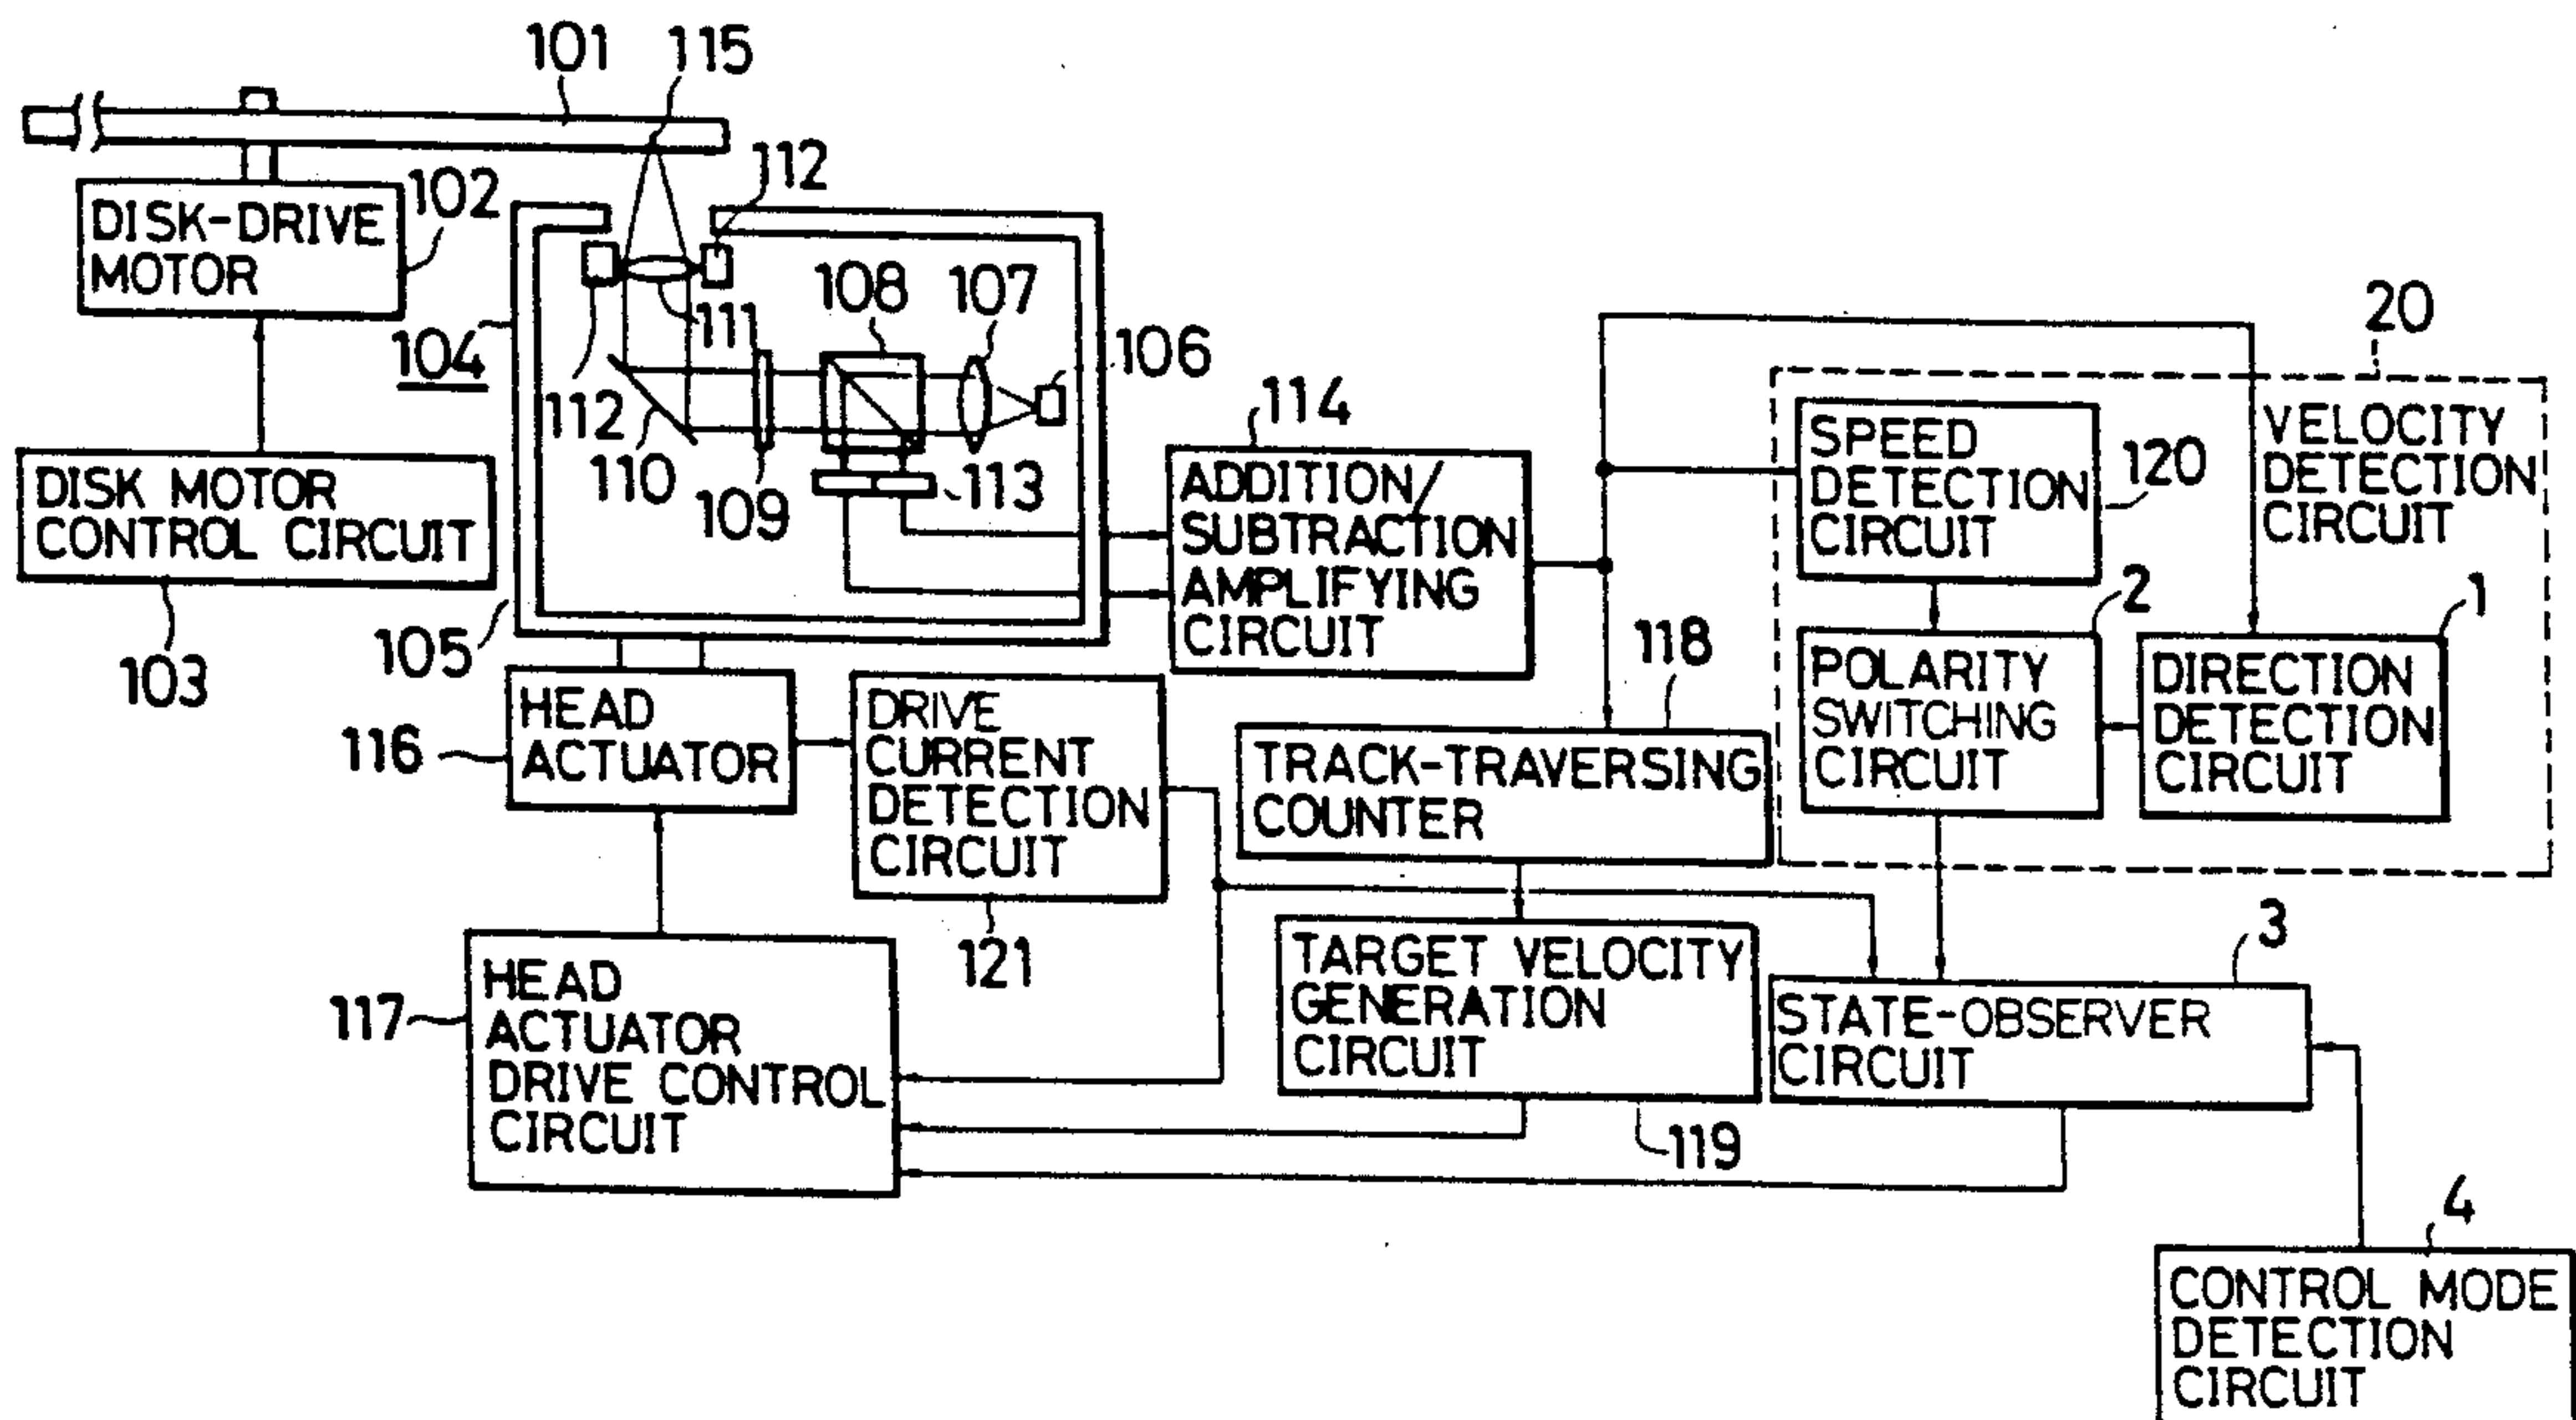 101
115
112
DISK-DRIVE
MOTOR
102
104
111
108
107
106
112
110
109
113
DISK MOTOR
CONTROL CIRCUIT
103
105
114
ADDITION/
SUBTRACTION
AMPLIFYING
CIRCUIT
20
VELOCITY
DETECTION
CIRCUIT
SPEED
DETECTION
CIRCUIT
120
2
POLARITY
SWITCHING
CIRCUIT
1
DIRECTION
DETECTION
CIRCUIT
118
TRACK-TRAVERSING
COUNTER
116
HEAD
ACTUATOR
DRIVE
CURRENT
DETECTION
CIRCUIT
121
117
HEAD
ACTUATOR
DRIVE CONTROL
CIRCUIT
TARGET VELOCITY
GENERATION
CIRCUIT
119
3
STATE-OBSERVER
CIRCUIT
4
CONTROL MODE
DETECTION
CIRCUIT